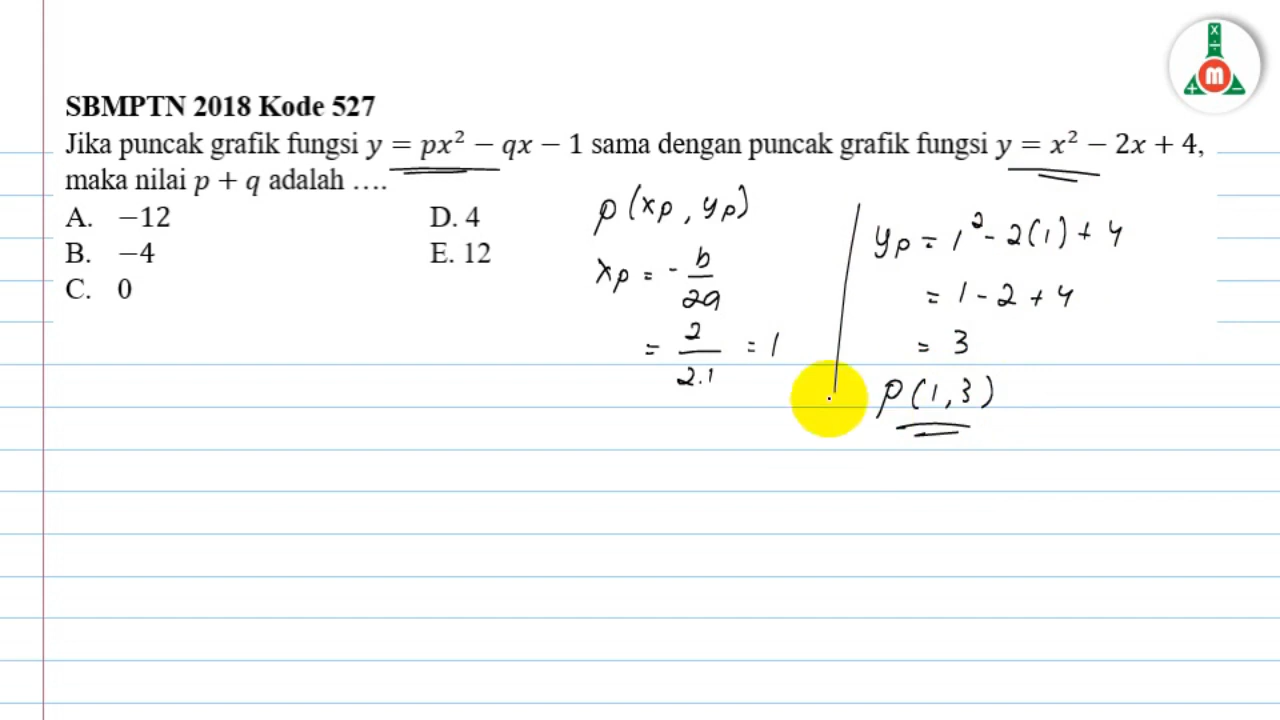 SBMPTN 2018 Kode 527
Jika puncak grafik fungsi y = px² − qx − 1 sama dengan puncak grafik fungsi y = x² − 2x + 4,
maka nilai p + q adalah ….
A. −12
B. −4
C. 0
D. 4
E. 12
p (xp, yp)
xp = - b/2a
= 2/2.1 = 1
yp = 1² - 2(1) + 4
= 1 - 2 + 4
= 3
p (1, 3)
x
÷
+ m −